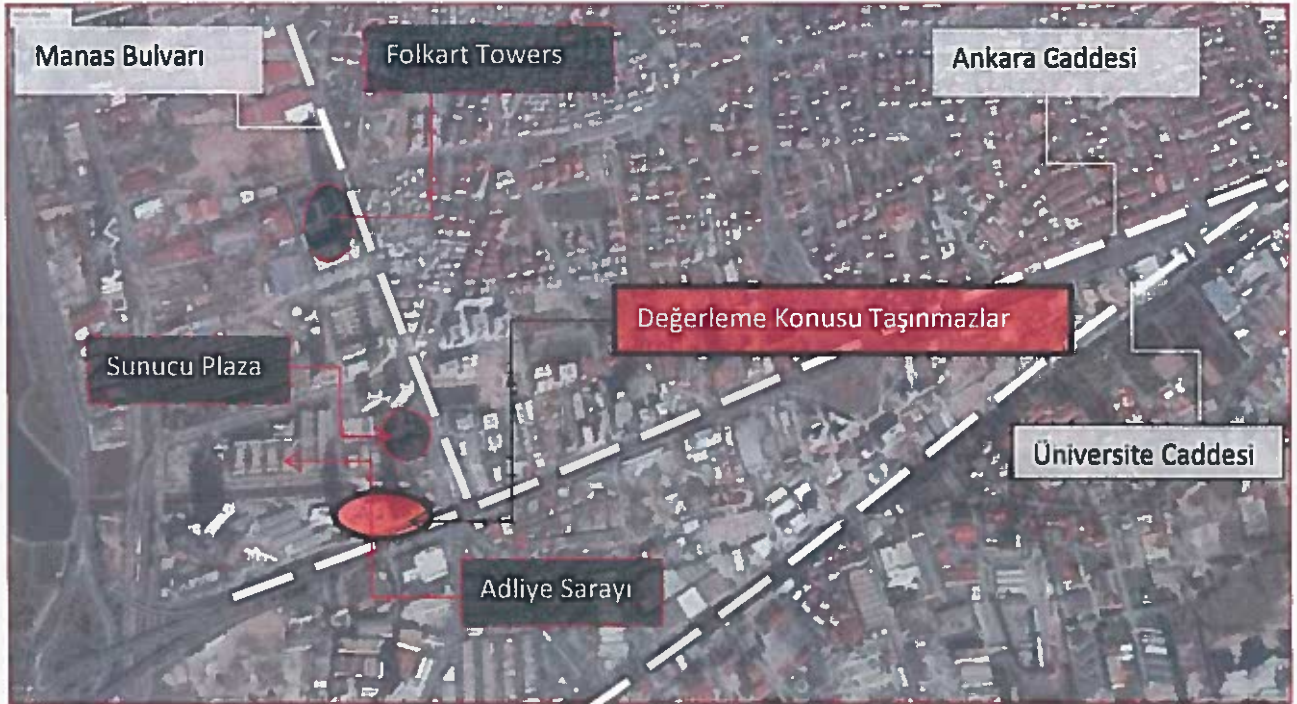 Manas Bulvarı
Folkart Towers
Ankara Caddesi
Değerleme Konusu Taşınmazlar
Sunucu Plaza
Üniversite Caddesi
Adliye Sarayı